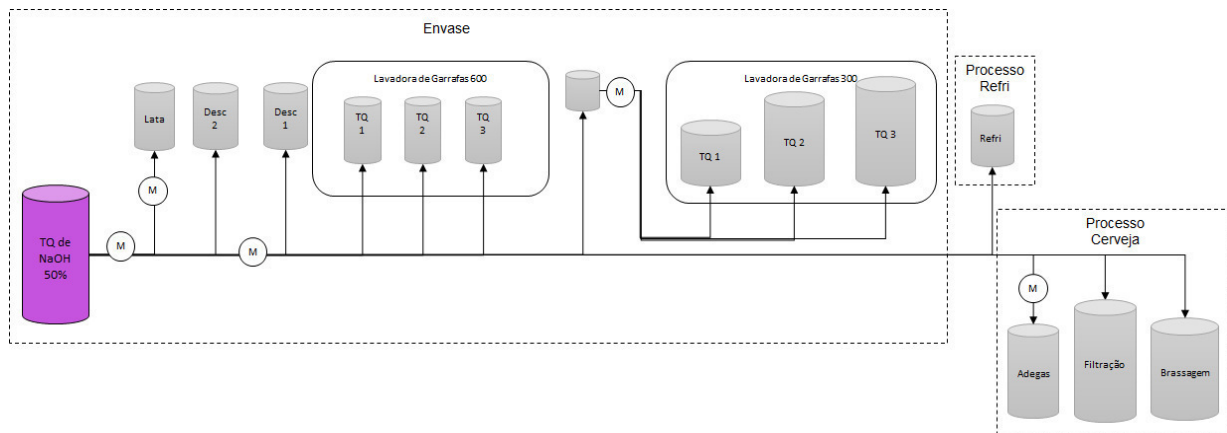 Envase
Lavadora de Garrafas 600
Lavadora de Garrafas 300
Processo
Refri
Lata
Desc
2
Desc
1
TQ
1
TQ
2
TQ
3
M
TQ 1
TQ 2
TQ 3
Refri
M
TQ de
NaOH
50%
M
M
Processo
Cerveja
M
Adegas
Filtração
Brassagem